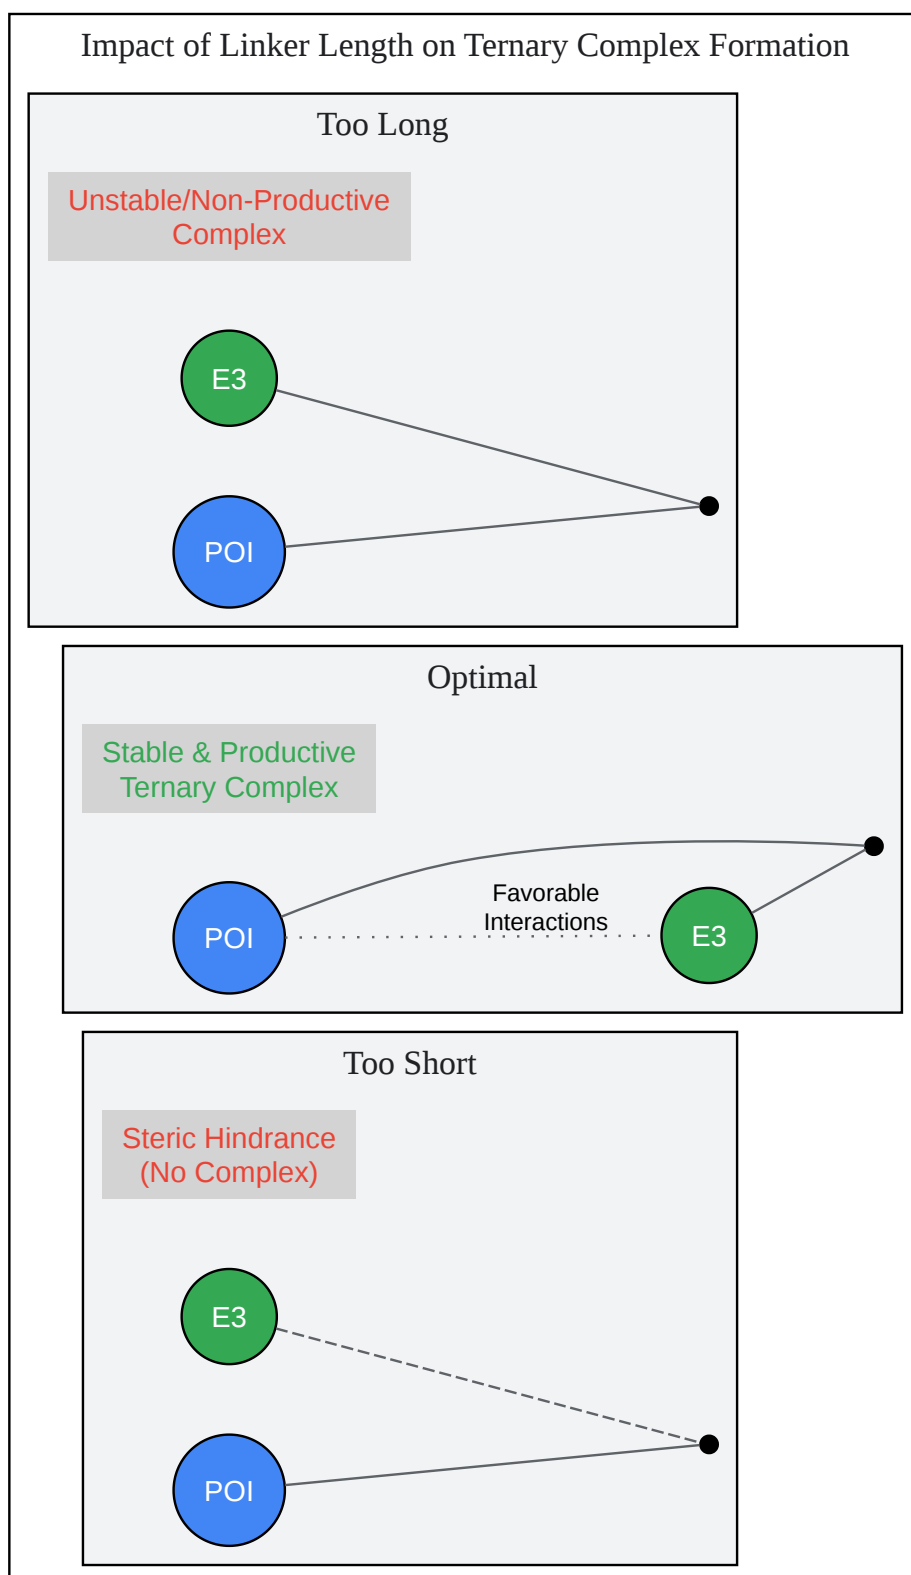 Impact of Linker Length on Ternary Complex Formation
Too Long
Unstable/Non-Productive
Complex
E3
POI
Optimal
Stable & Productive
Ternary Complex
Favorable
Interactions
POI
E3
Too Short
Steric Hindrance
(No Complex)
E3
POI